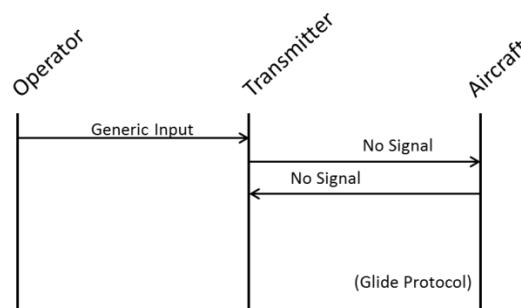 Operator
Transmitter
Aircraft
Generic Input
No Signal
No Signal
(Glide Protocol)